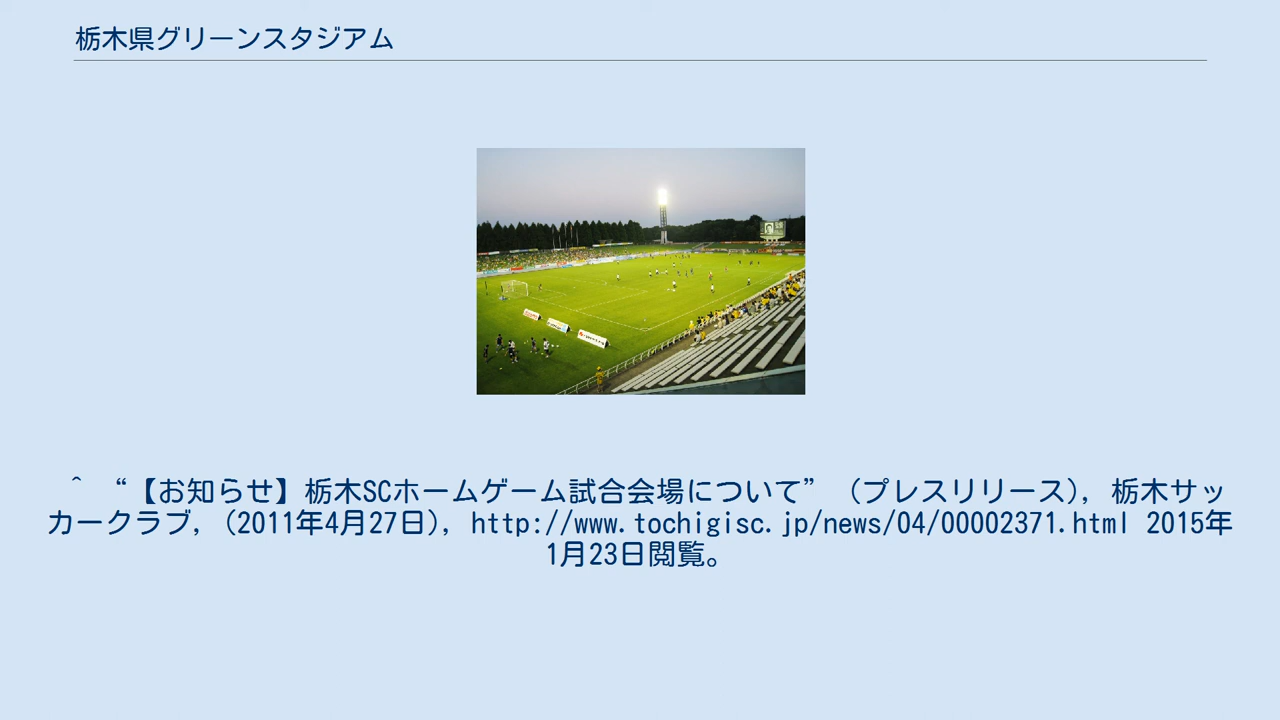 栃木県グリーンスタジアム
^ “【お知らせ】栃木SCホームゲーム試合会場について” (プレスリリース), 栃木サッ
カークラブ, (2011年4月27日), http://www.tochigisc.jp/news/04/00002371.html 2015年
1月23日閲覧。